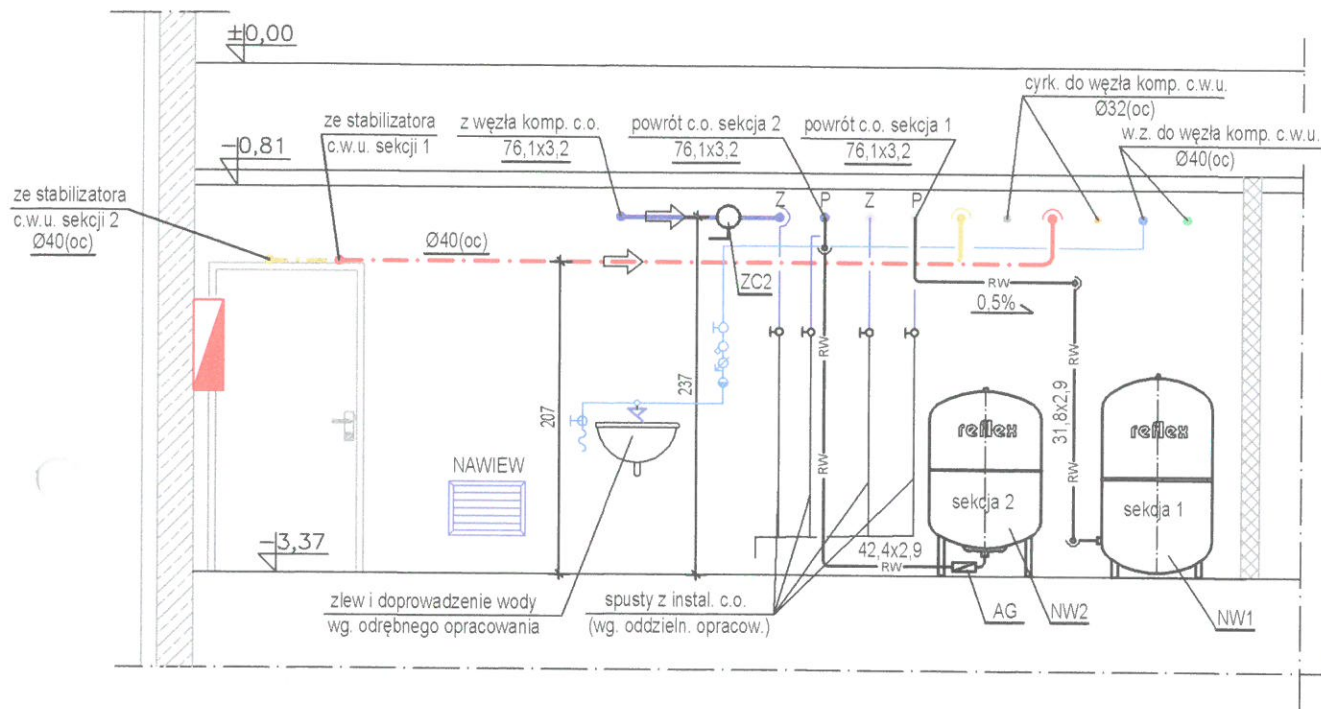 ±0,00
cyrk. do węzła komp. c.w.u.
Ø32(oc)
ze stabilizatora
c.w.u. sekcji 1
z węzła komp. c.o.
76,1x3,2
powrót c.o. sekcja 2
76,1x3,2
powrót c.o. sekcja 1
76,1x3,2
w.z. do węzła komp. c.w.u.
Ø40(oc)
-0,81
ze stabilizatora
c.w.u. sekcji 2
Ø40(oc)
Z
P
Z
P
Ø40(oc)
ZC2
RW
0,5%
RW
RW
31,8x2,9
207
237
RW
RW
reflex
reflex
NAWIEW
sekcja 2
sekcja 1
-3,37
42,4x2,9
RW
zlew i doprowadzenie wody
wg. odrębnego opracowania
spusty z instal. c.o.
(wg. oddzieln. opracow.)
AG
NW2
NW1